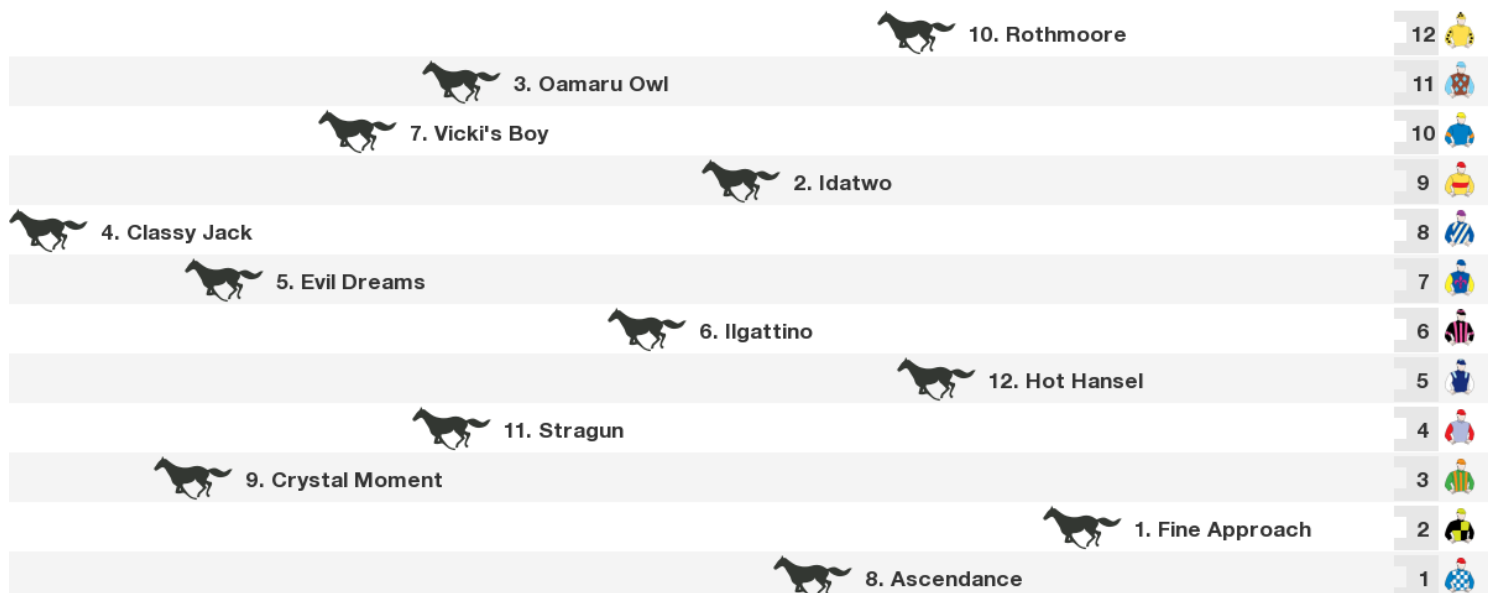 10. Rothmoore 12
3. Oamaru Owl 11
7. Vicki's Boy 10
2. Idatwo 9
4. Classy Jack 8
5. Evil Dreams 7
6. Ilgattino 6
12. Hot Hansel 5
11. Stragun 4
9. Crystal Moment 3
1. Fine Approach 2
8. Ascendance 1